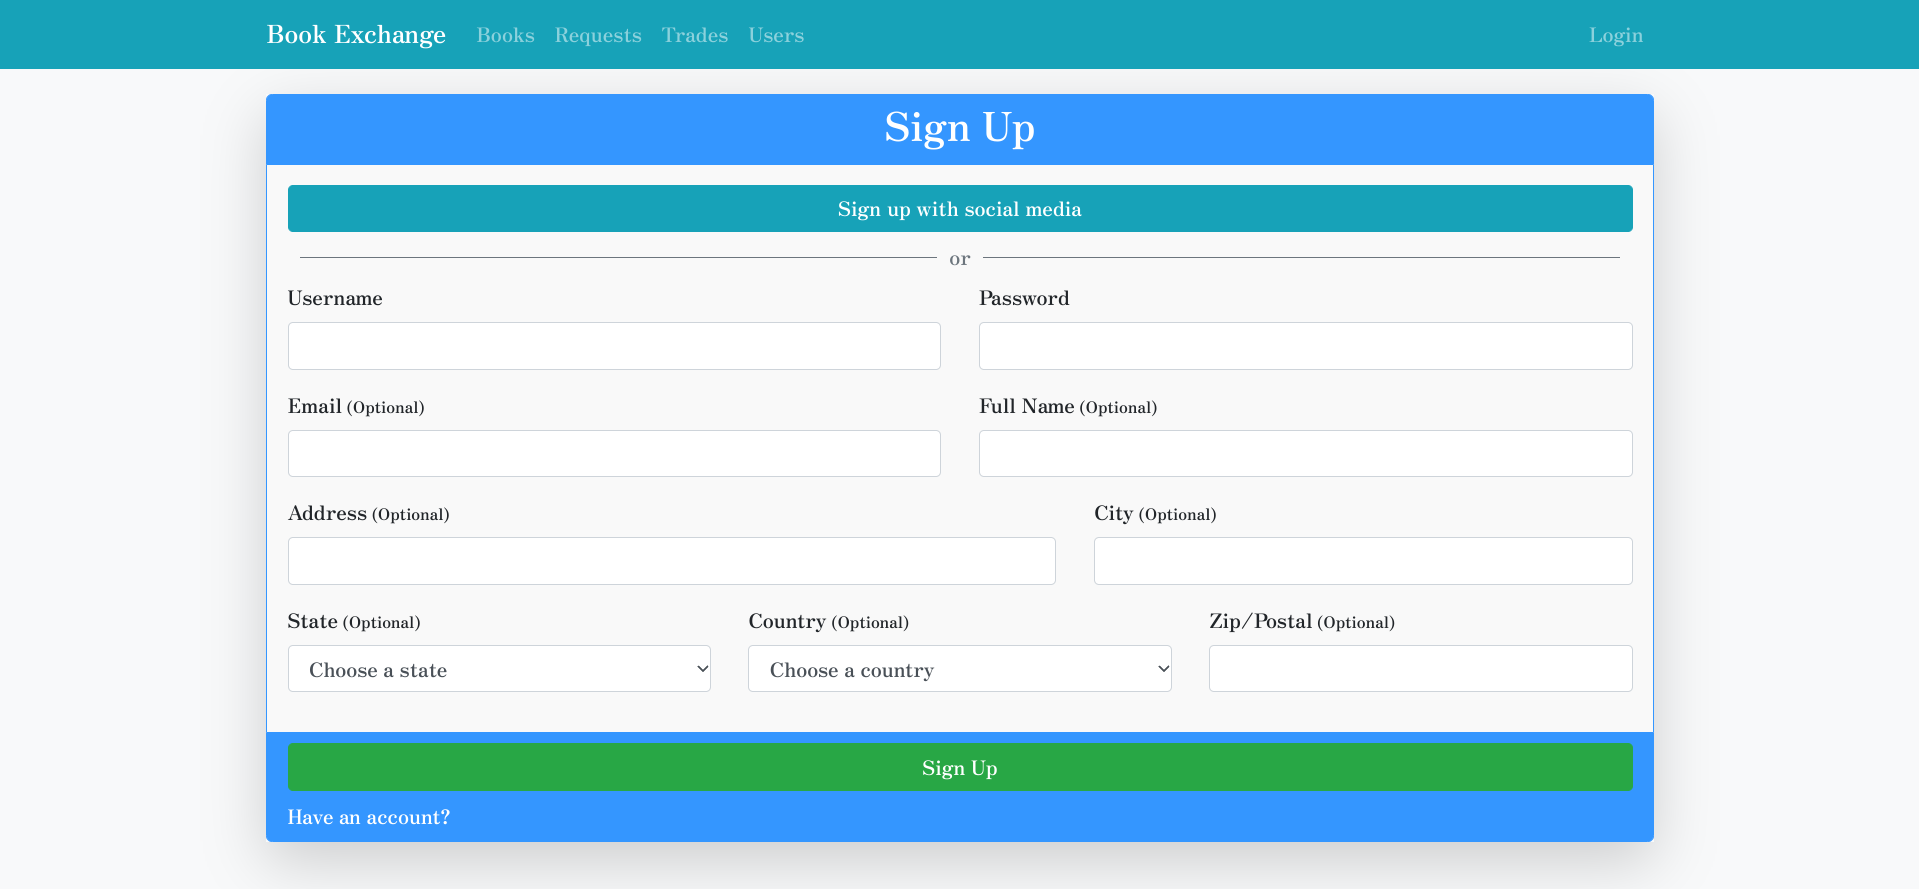 Book Exchange Books Requests Trades Users Login
Sign Up
Sign up with social media
or
Username Password
Email (Optional) Full Name (Optional)
Address (Optional) City (Optional)
State (Optional) Country (Optional) Zip/Postal (Optional)
Choose a state Choose a country
Sign Up
Have an account?